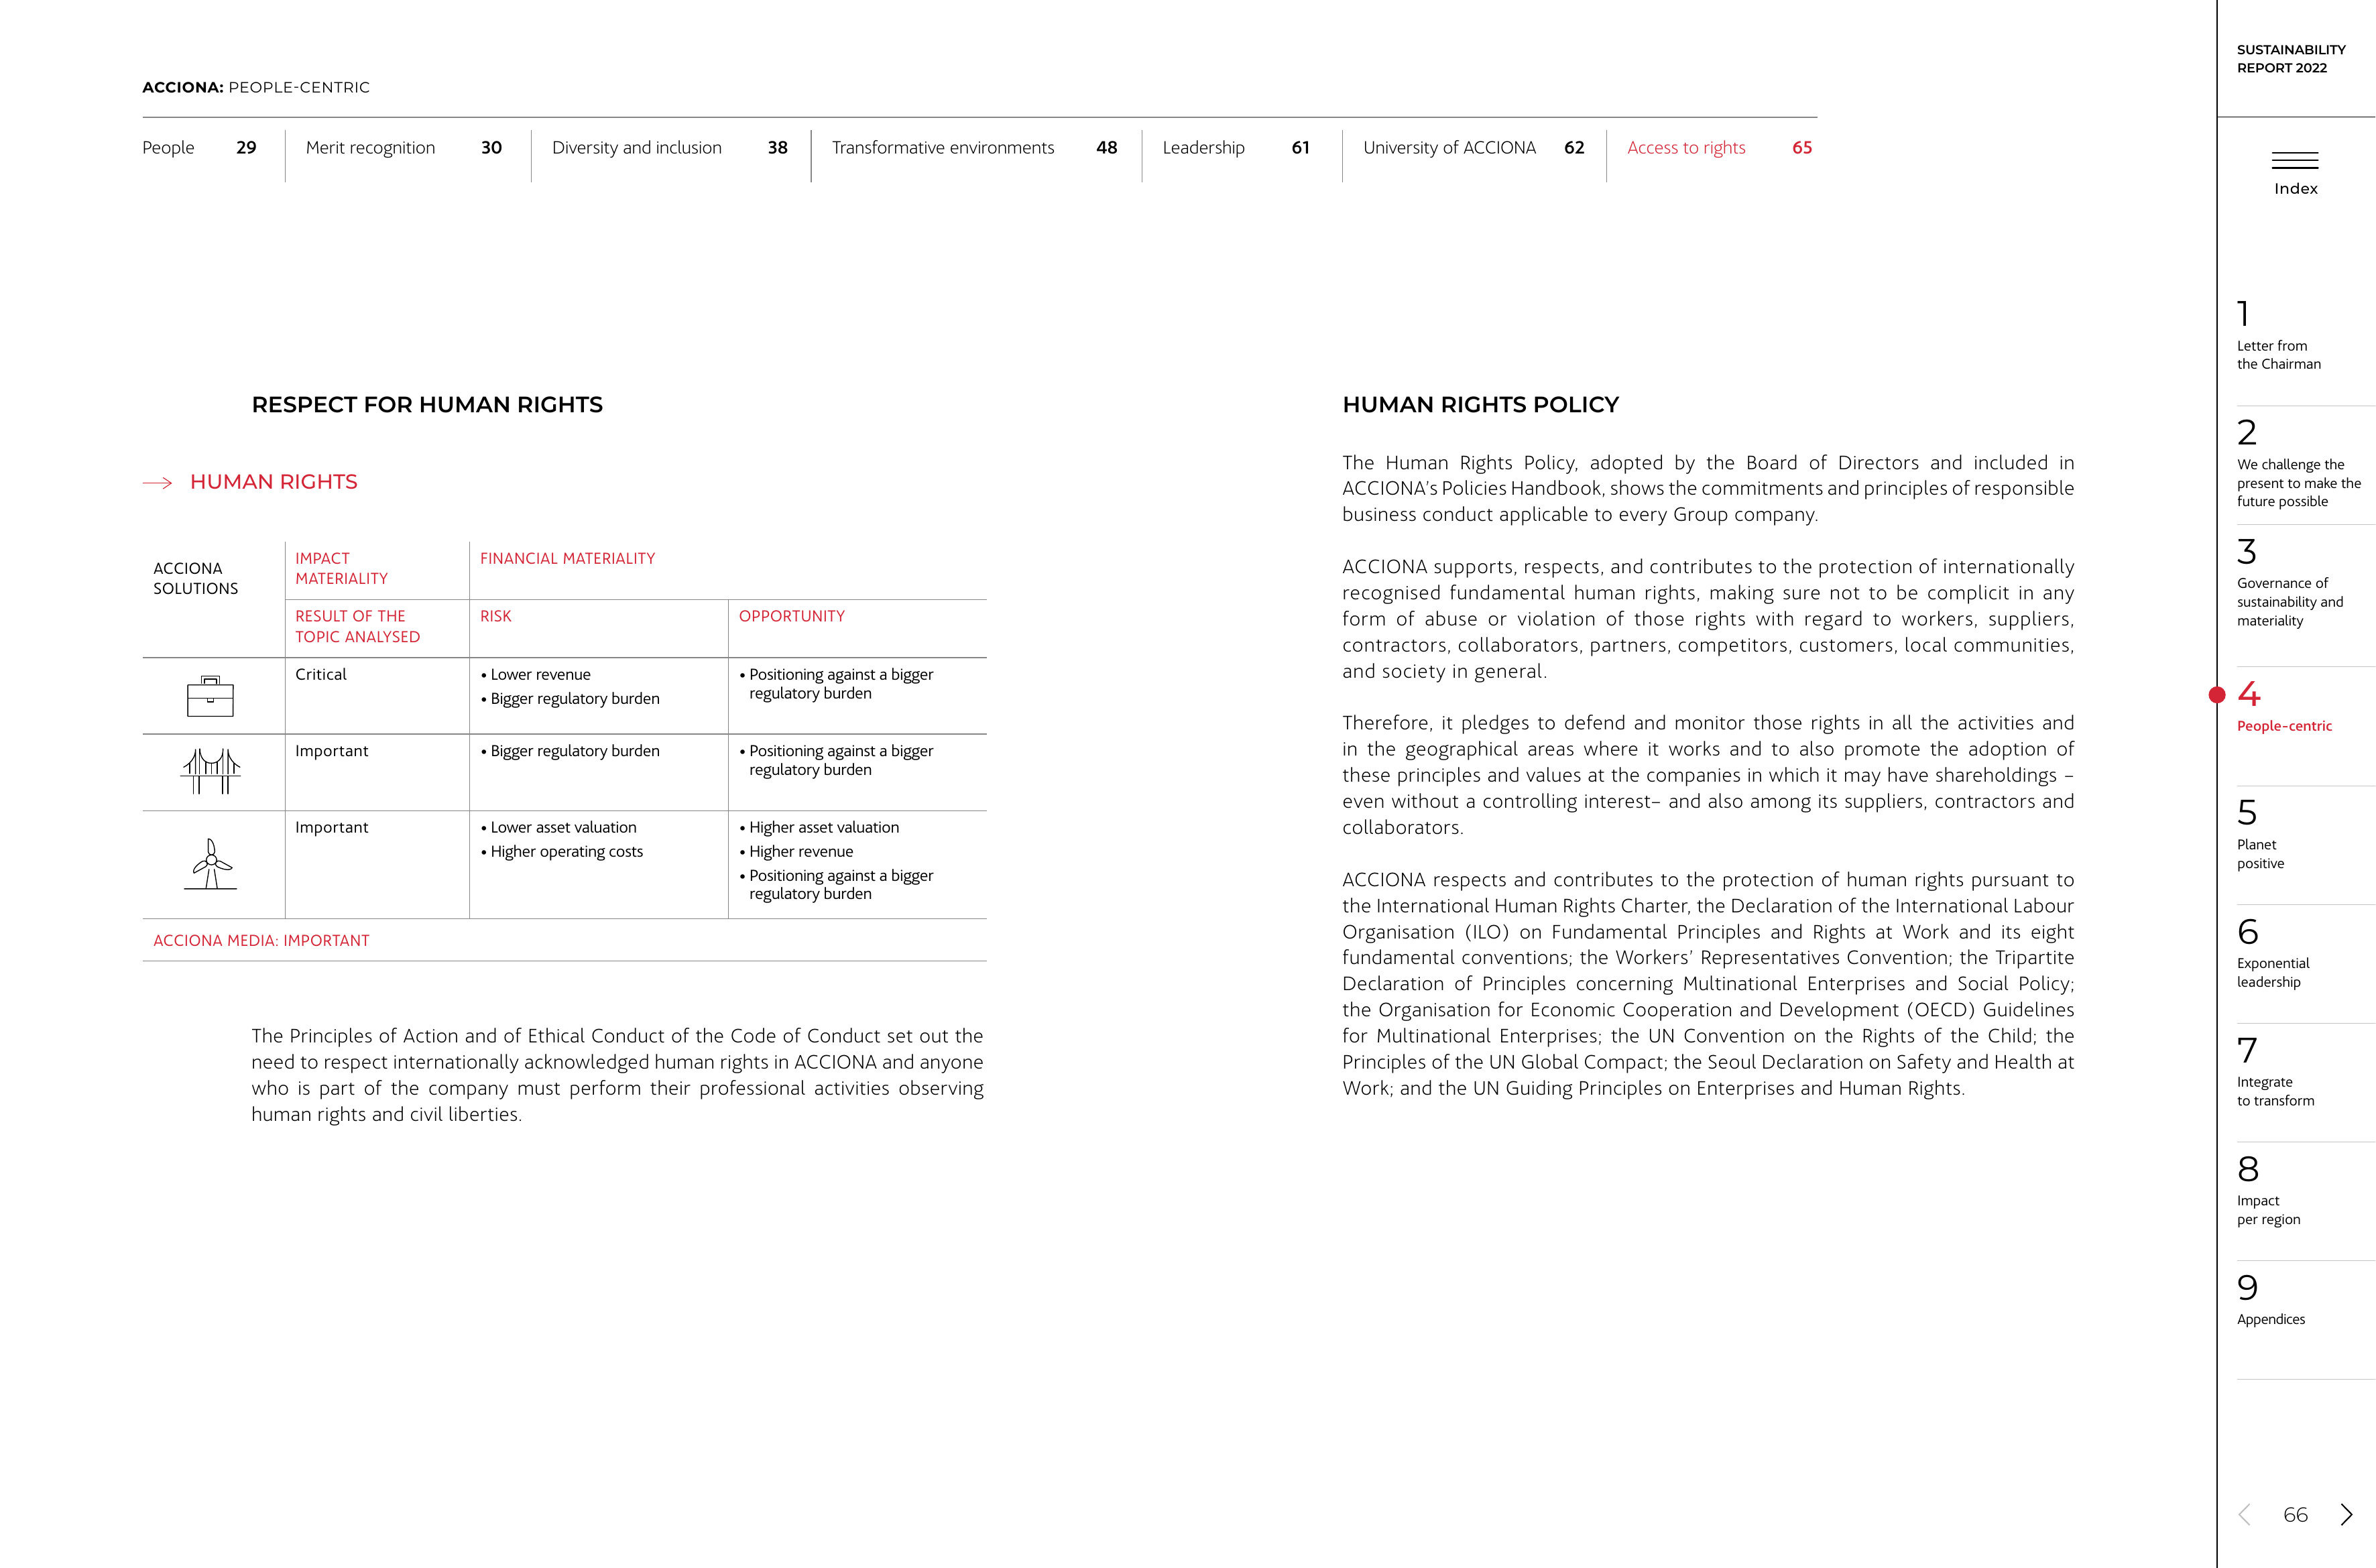 ACCIONA: PEOPLE-CENTRIC
People 29
Merit recognition 30
Diversity and inclusion 38
Transformative environments 48
Leadership 61
University of ACCIONA 62
Access to rights 65
RESPECT FOR HUMAN RIGHTS
HUMAN RIGHTS
ACCIONA
SOLUTIONS
IMPACT
MATERIALITY
FINANCIAL MATERIALITY
RESULT OF THE
TOPIC ANALYSED
RISK
OPPORTUNITY
Critical
• Lower revenue
• Bigger regulatory burden
• Positioning against a bigger
regulatory burden
Important
• Bigger regulatory burden
• Positioning against a bigger
regulatory burden
Important
• Lower asset valuation
• Higher operating costs
• Higher asset valuation
• Higher revenue
• Positioning against a bigger
regulatory burden
ACCIONA MEDIA: IMPORTANT
The Principles of Action and of Ethical Conduct of the Code of Conduct set out the
need to respect internationally acknowledged human rights in ACCIONA and anyone
who is part of the company must perform their professional activities observing
human rights and civil liberties.
HUMAN RIGHTS POLICY
The Human Rights Policy, adopted by the Board of Directors and included in
ACCIONA's Policies Handbook, shows the commitments and principles of responsible
business conduct applicable to every Group company.
ACCIONA supports, respects, and contributes to the protection of internationally
recognised fundamental human rights, making sure not to be complicit in any
form of abuse or violation of those rights with regard to workers, suppliers,
contractors, collaborators, partners, competitors, customers, local communities,
and society in general.
Therefore, it pledges to defend and monitor those rights in all the activities and
in the geographical areas where it works and to also promote the adoption of
these principles and values at the companies in which it may have shareholdings –
even without a controlling interest– and also among its suppliers, contractors and
collaborators.
ACCIONA respects and contributes to the protection of human rights pursuant to
the International Human Rights Charter, the Declaration of the International Labour
Organisation (ILO) on Fundamental Principles and Rights at Work and its eight
fundamental conventions; the Workers' Representatives Convention; the Tripartite
Declaration of Principles concerning Multinational Enterprises and Social Policy;
the Organisation for Economic Cooperation and Development (OECD) Guidelines
for Multinational Enterprises; the UN Convention on the Rights of the Child; the
Principles of the UN Global Compact; the Seoul Declaration on Safety and Health at
Work; and the UN Guiding Principles on Enterprises and Human Rights.
SUSTAINABILITY
REPORT 2022
Index
1
Letter from
the Chairman
2
We challenge the
present to make the
future possible
3
Governance of
sustainability and
materiality
4
People-centric
5
Planet
positive
6
Exponential
leadership
7
Integrate
to transform
8
Impact
per region
9
Appendices
66